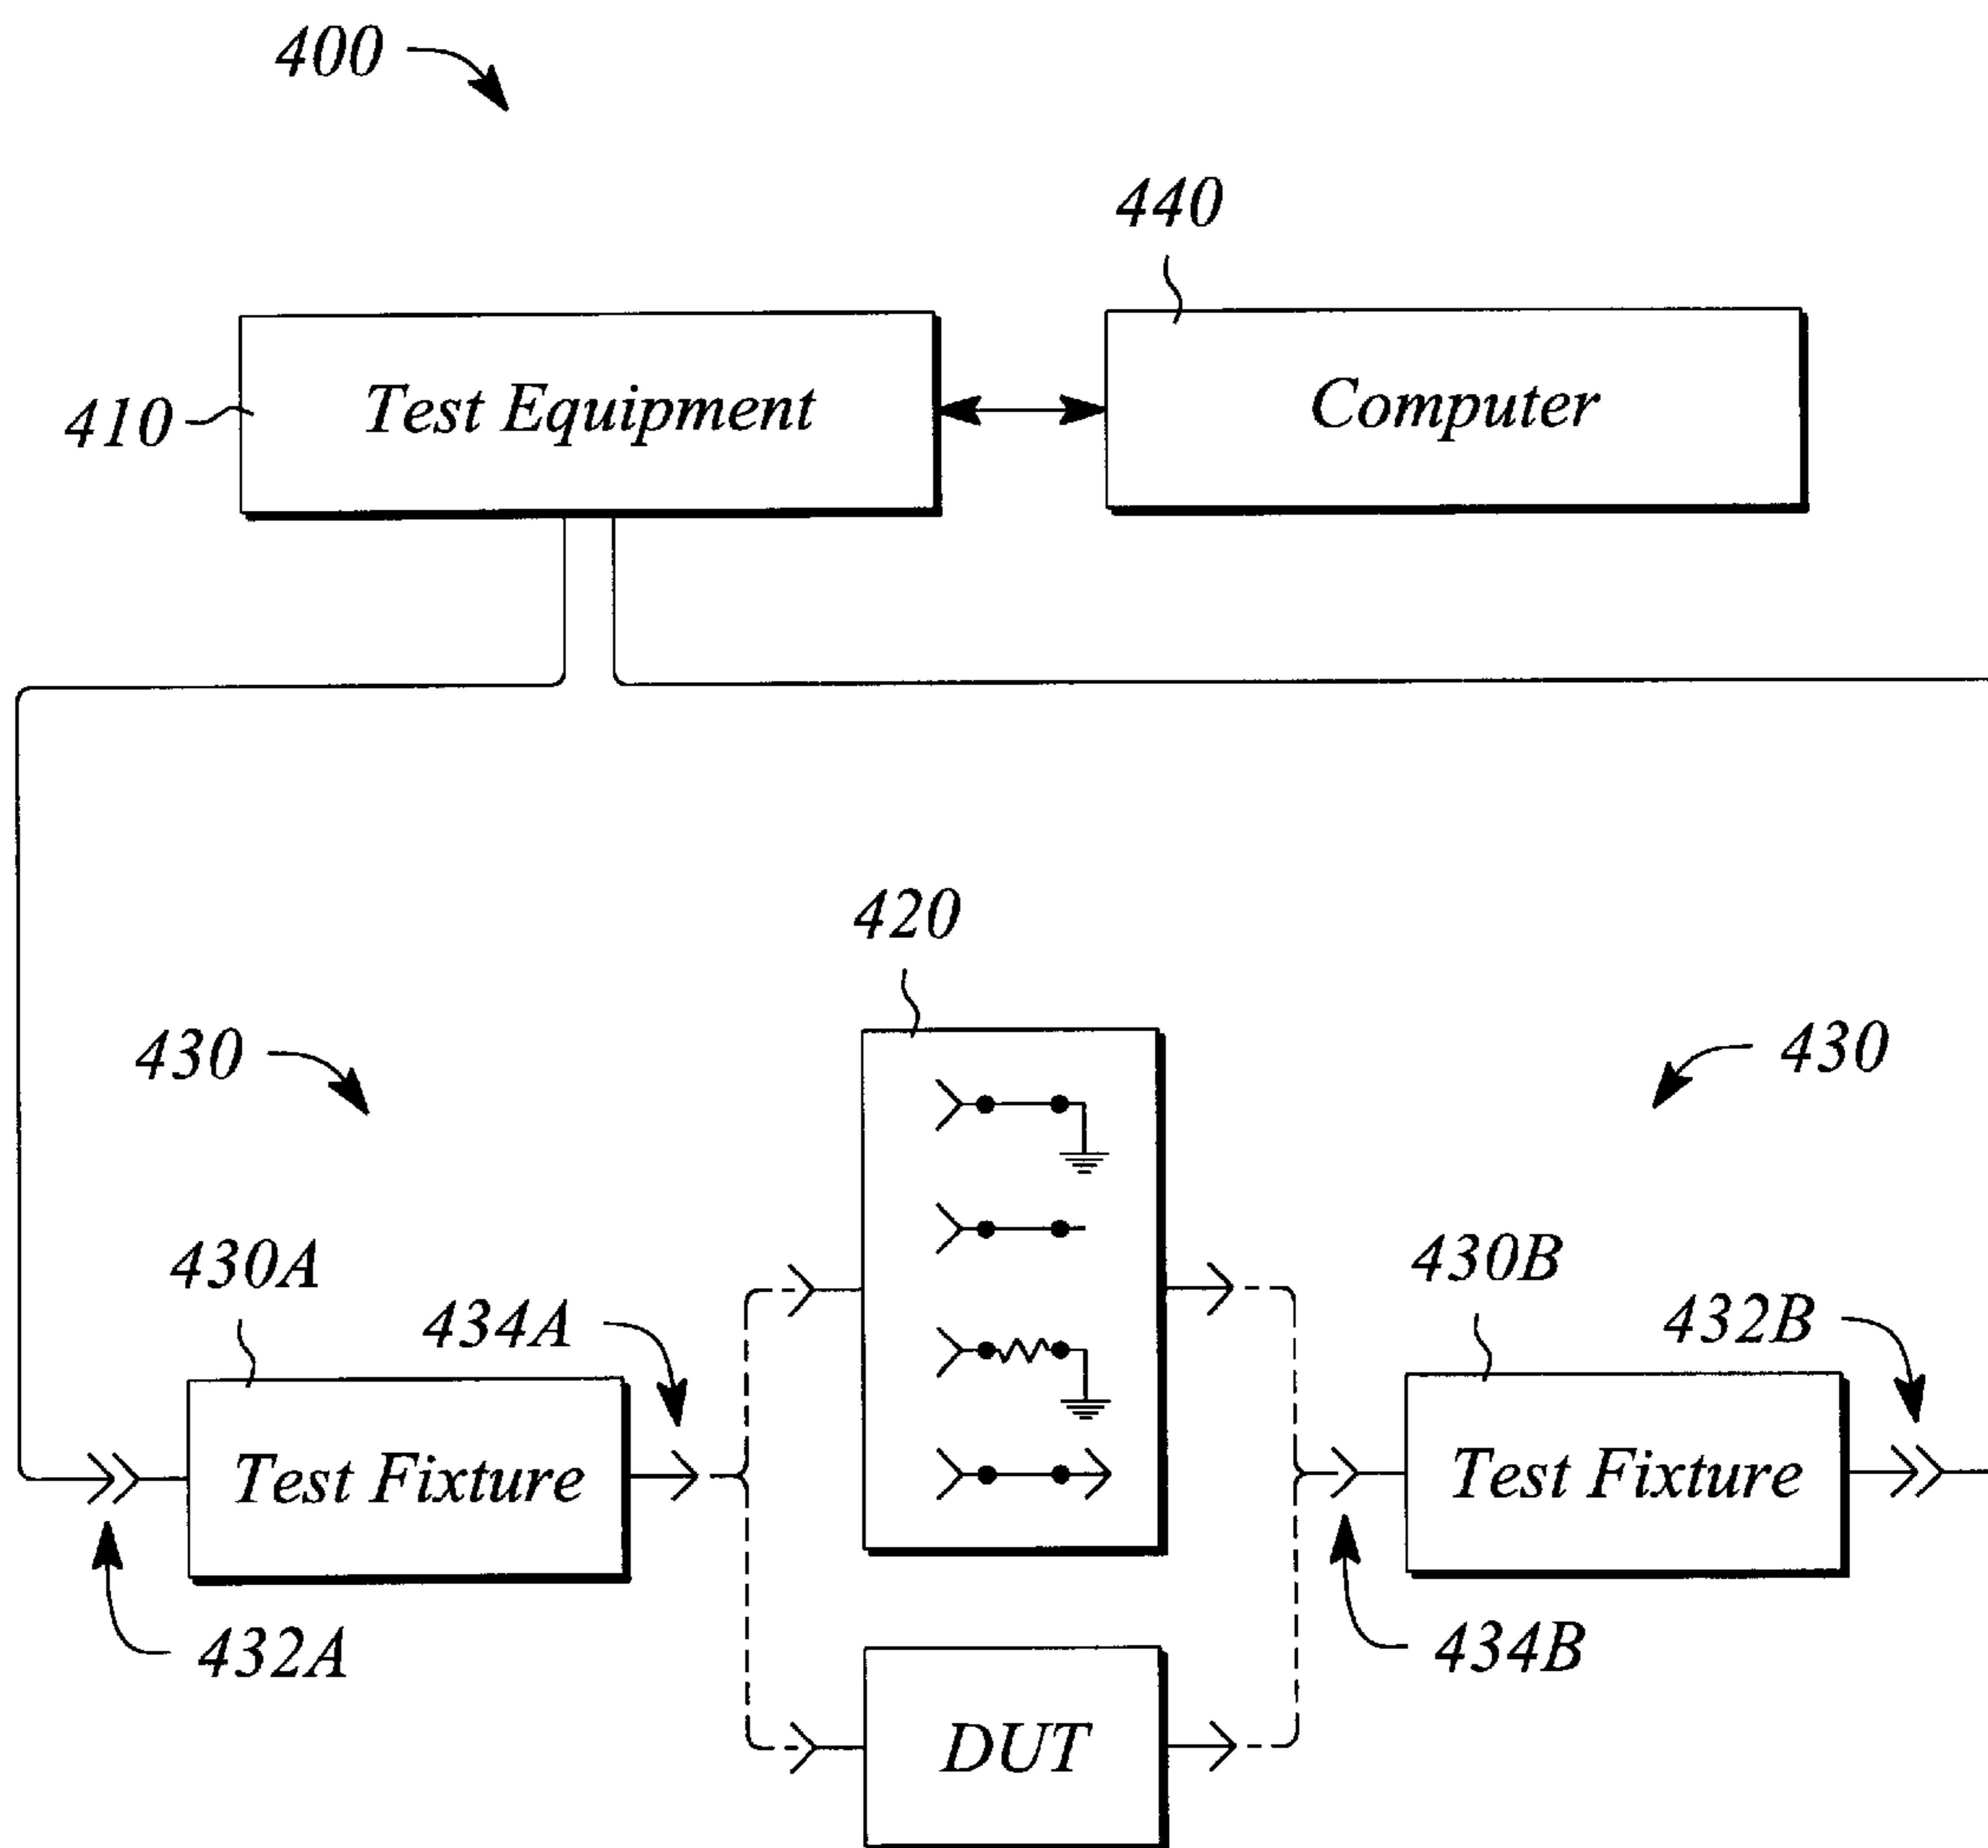 400
440
410
Test Equipment
Computer
420
430
430
430A
434A
430B
432B
Test Fixture
Test Fixture
432A
434B
DUT